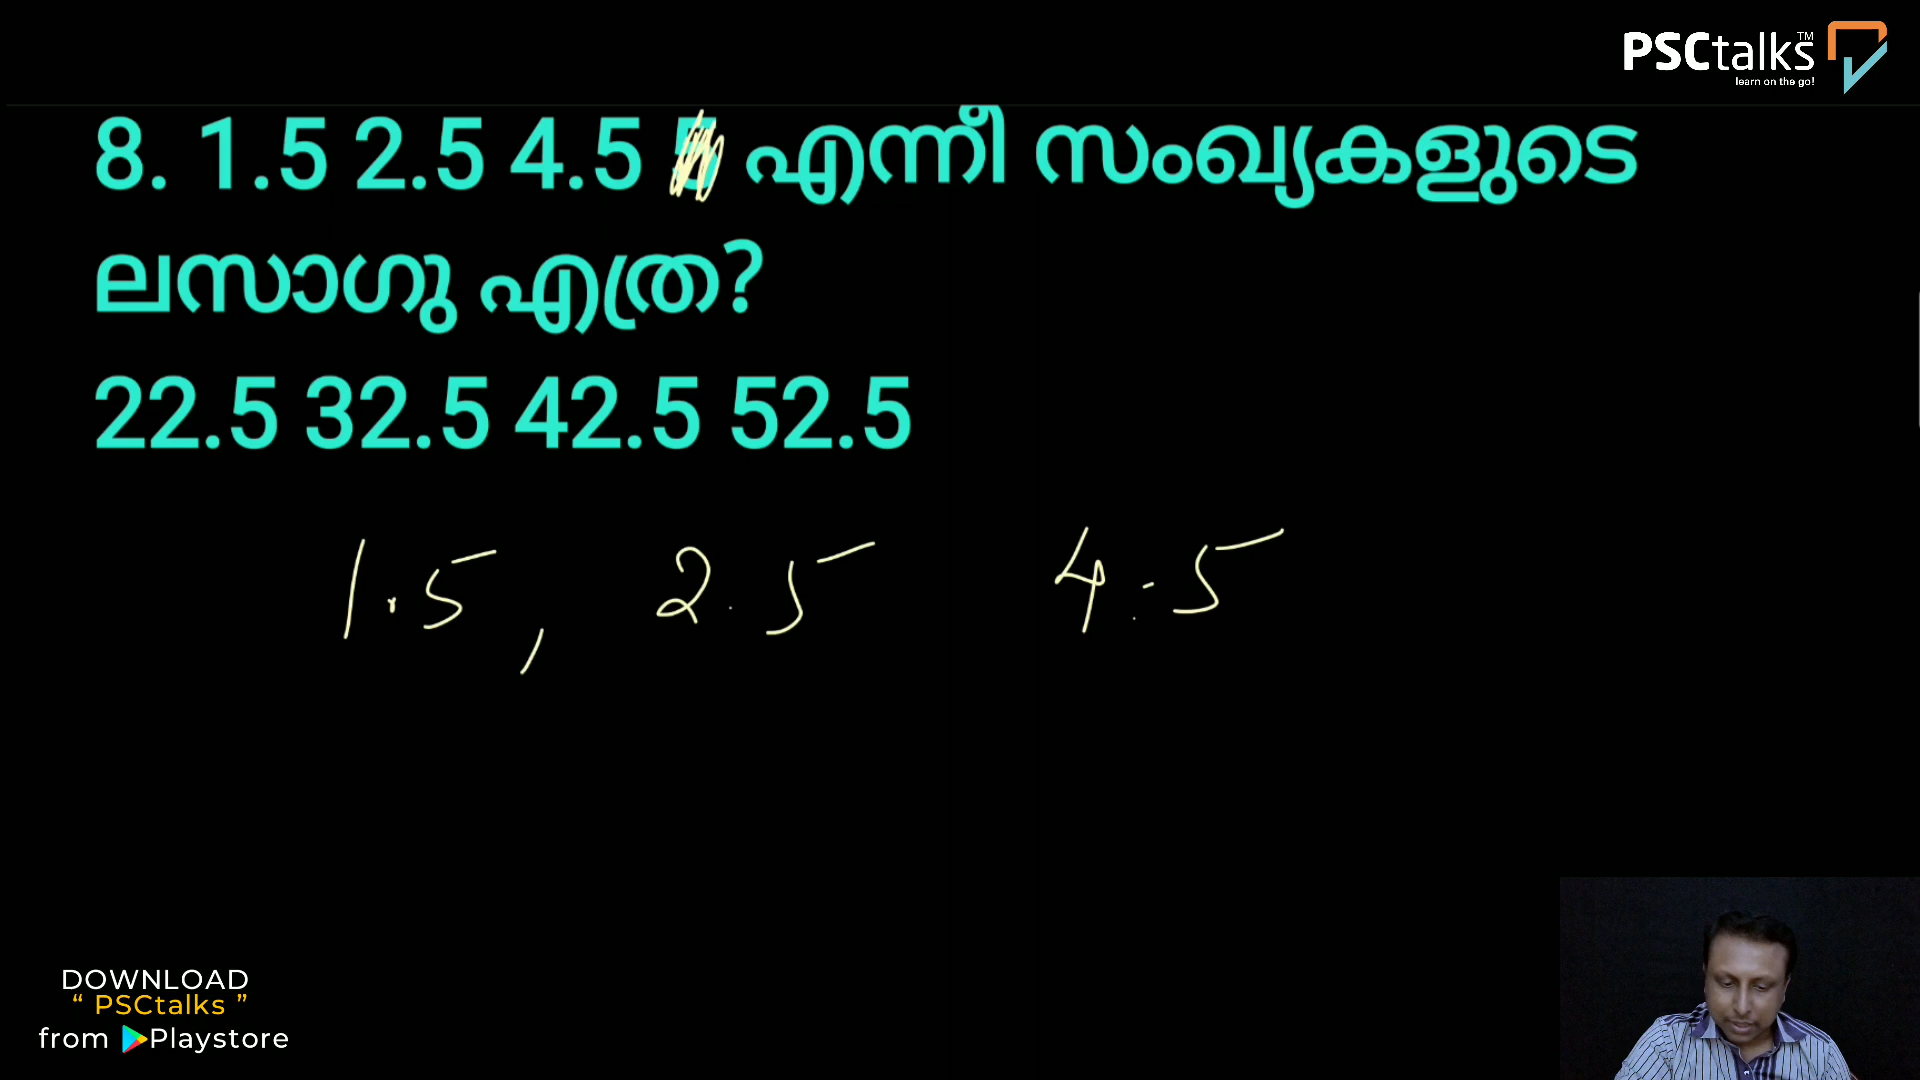 PSCtalks™
learn on the go!
8. 1.5 2.5 4.5 എന്നീ സംഖ്യകളുടെ
ലസാഗു എത്ര?
22.5 32.5 42.5 52.5
1.5, 2.5 4.5
DOWNLOAD
“ PSCtalks ”
from Playstore